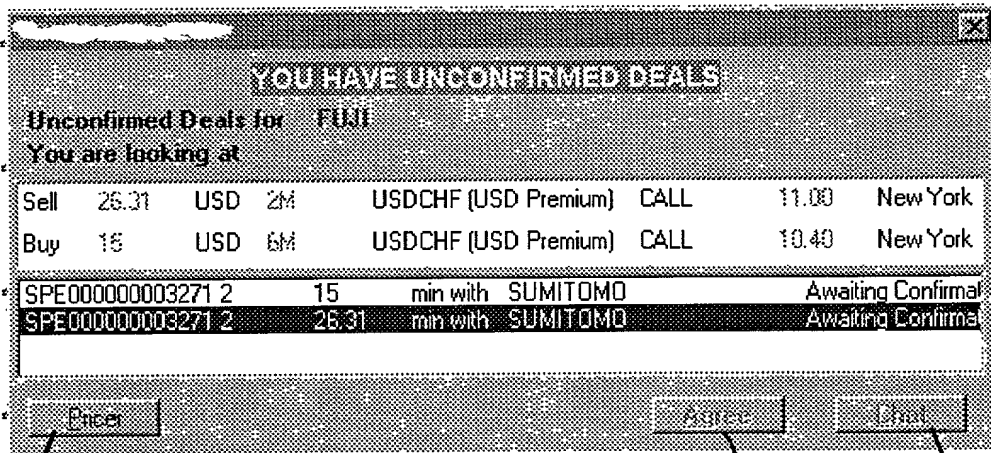 YOU HAVE UNCONFIRMED DEALS
Unconfirmed Deals for FUJI
You are looking at
Sell 26.31 USD 2M USDCHF (USD Premium) CALL 11.00 New York
Buy USD 6M USDCHF (USD Premium) CALL 10.40 New York
SPE000000003271 2 15 min with SUMITOMO Awaiting Confirmat
SPE000000003271 2 26.31 min with SUMITOMO Awaiting Confirmat
Pricer Agree Chat